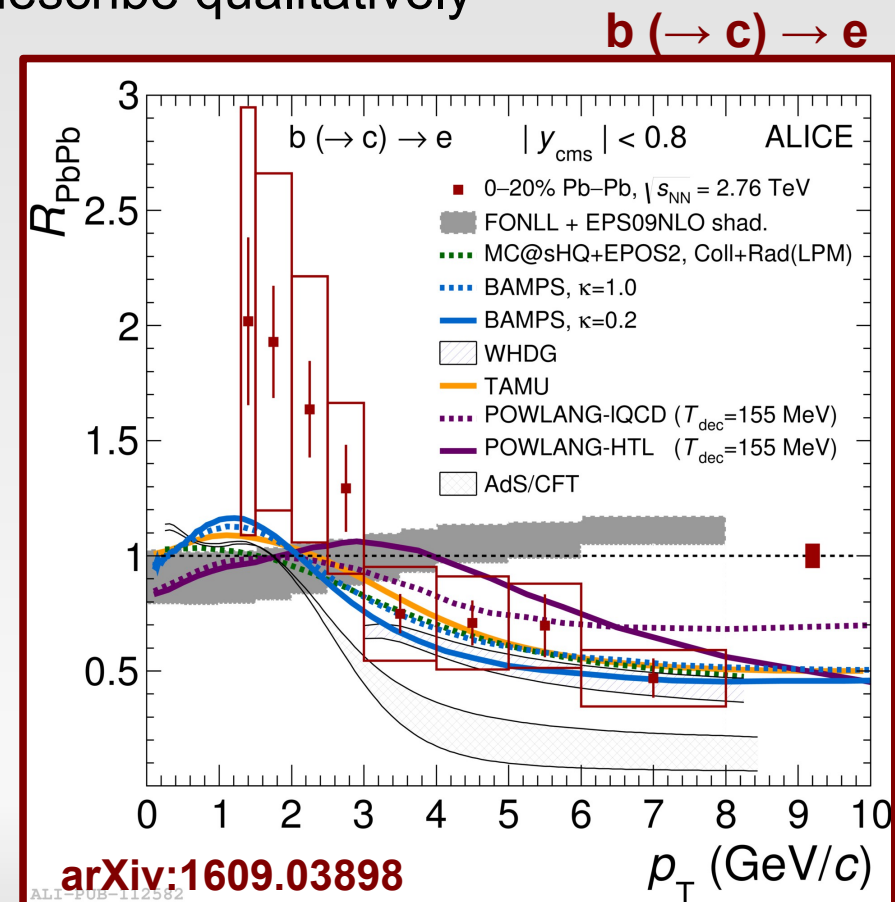 describe qualitatively
b (→ c) → e
b (→ c) → e | y_cms | < 0.8 ALICE
0–20% Pb–Pb, √s_NN = 2.76 TeV
FONLL + EPS09NLO shad.
MC@sHQ+EPOS2, Coll+Rad(LPM)
BAMPS, κ=1.0
BAMPS, κ=0.2
WHDG
TAMU
POWLANG-lQCD (T_dec=155 MeV)
POWLANG-HTL (T_dec=155 MeV)
AdS/CFT
R_PbPb
3
2.5
2
1.5
1
0.5
0 1 2 3 4 5 6 7 8 9 10
p_T (GeV/c)
arXiv:1609.03898
ALI-PUB-112582